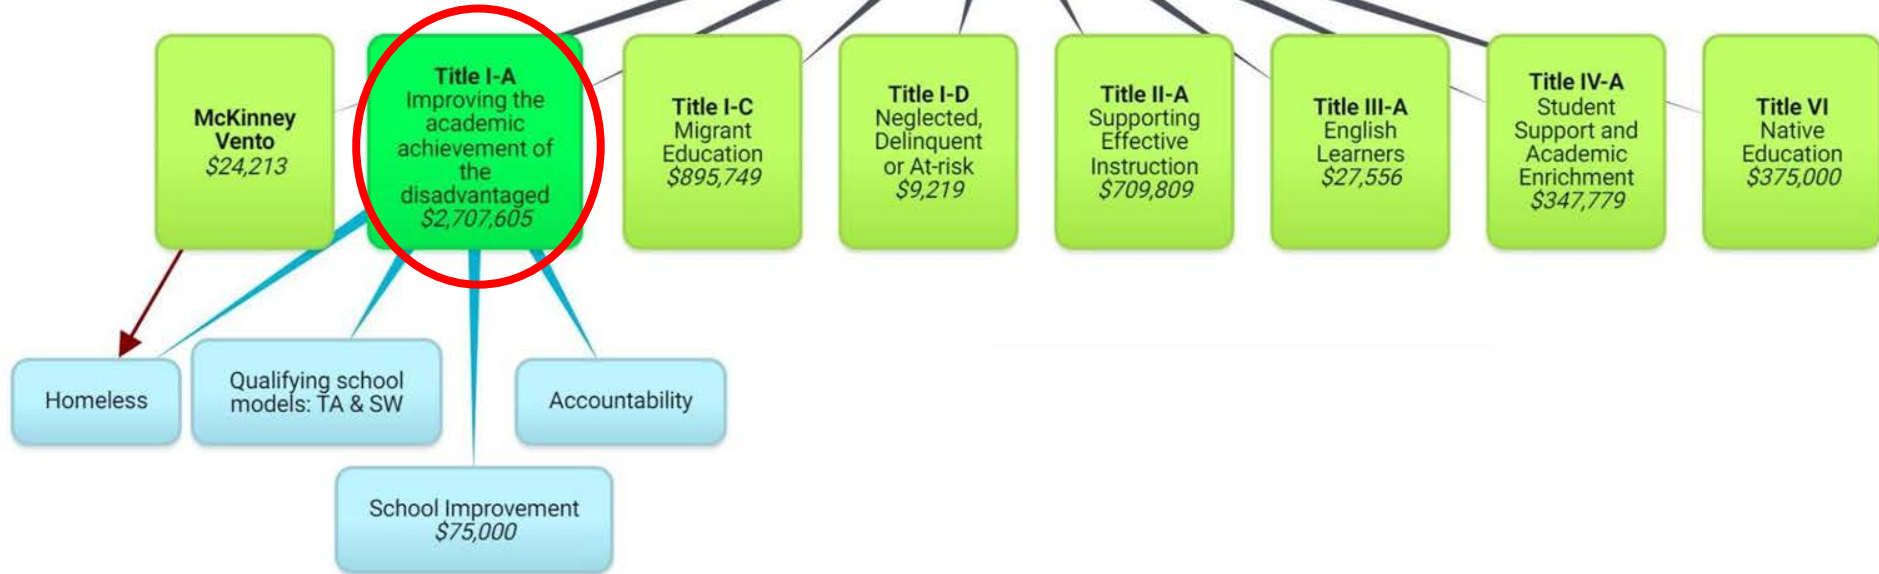 McKinney
Vento
$24,213
Title I-A
Improving the
academic
achievement of
the
disadvantaged
$2,707,605
Title I-C
Migrant
Education
$895,749
Title I-D
Neglected,
Delinquent
or At-risk
$9,219
Title II-A
Supporting
Effective
Instruction
$709,809
Title III-A
English
Learners
$27,556
Title IV-A
Student
Support and
Academic
Enrichment
$347,779
Title VI
Native
Education
$375,000
Homeless
Qualifying school
models: TA & SW
Accountability
School Improvement
$75,000